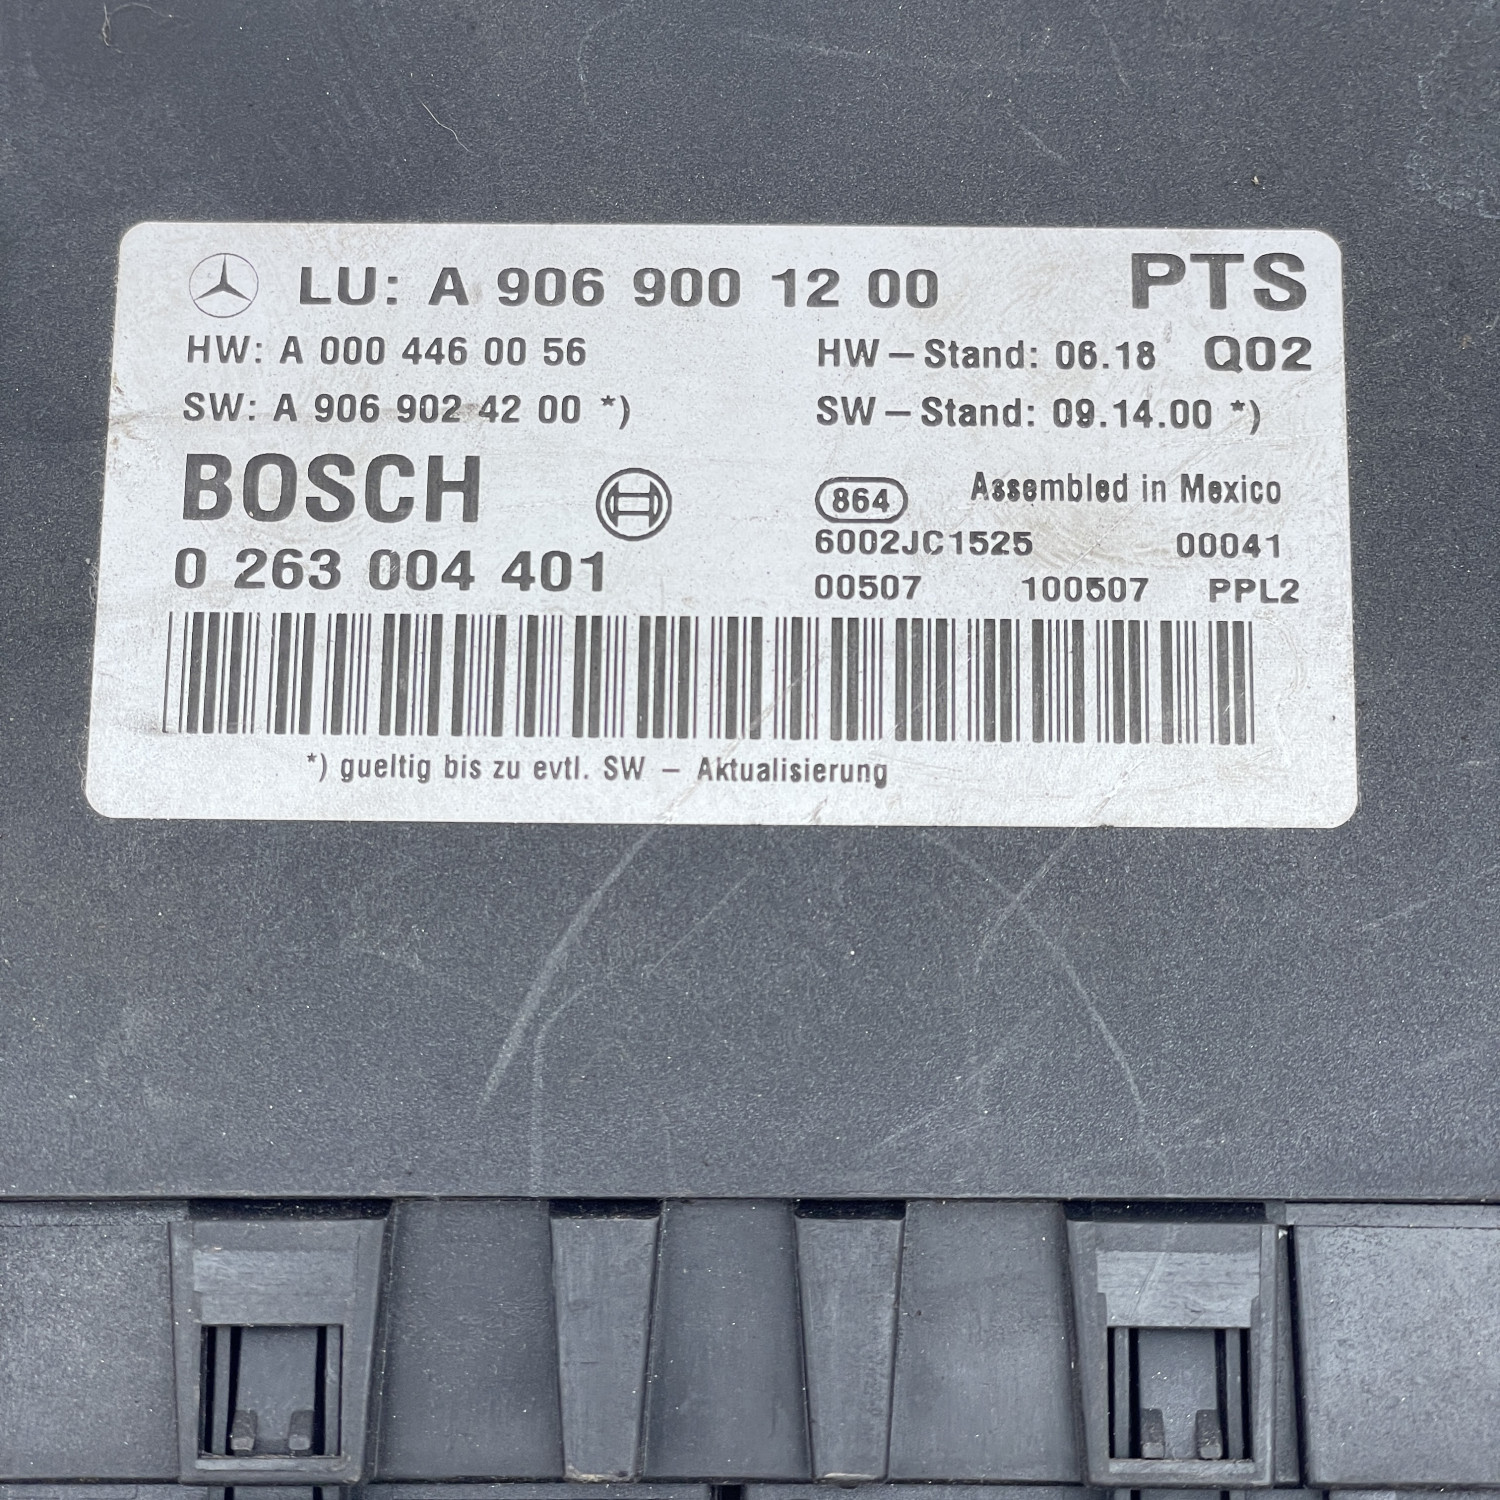 LU: A 906 900 12 00 PTS
HW: A 000 446 00 56 HW – Stand: 06.18 Q02
SW: A 906 902 42 00 *) SW – Stand: 09.14.00 *)
BOSCH 864 Assembled in Mexico
6002JC1525 00041
0 263 004 401 00507 100507 PPL2
*) gueltig bis zu evtl. SW – Aktualisierung